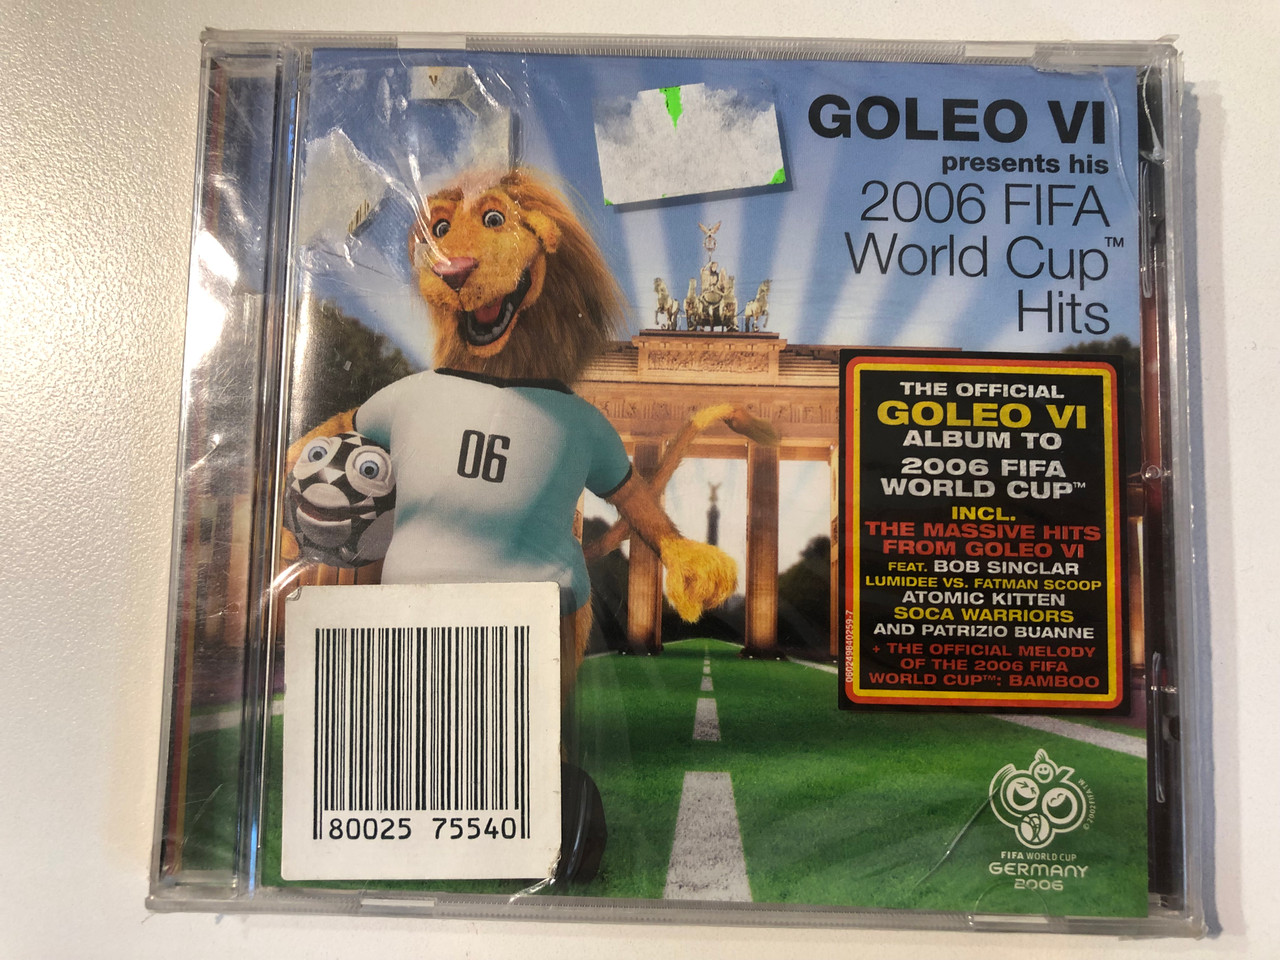 GOLEO VI
presents his
2006 FIFA
World Cup™
Hits
06
THE OFFICIAL
GOLEO VI
ALBUM TO
2006 FIFA
WORLD CUP™
INCL.
THE MASSIVE HITS
FROM GOLEO VI
FEAT. BOB SINCLAR
LUMIDEE VS. FATMAN SCOOP
ATOMIC KITTEN
SOCA WARRIORS
AND PATRIZIO BUANNE
+ THE OFFICIAL MELODY
OF THE 2006 FIFA
WORLD CUP™: BAMBOO
060249840259-7
80025 75540
FIFA WORLD CUP
GERMANY
2006